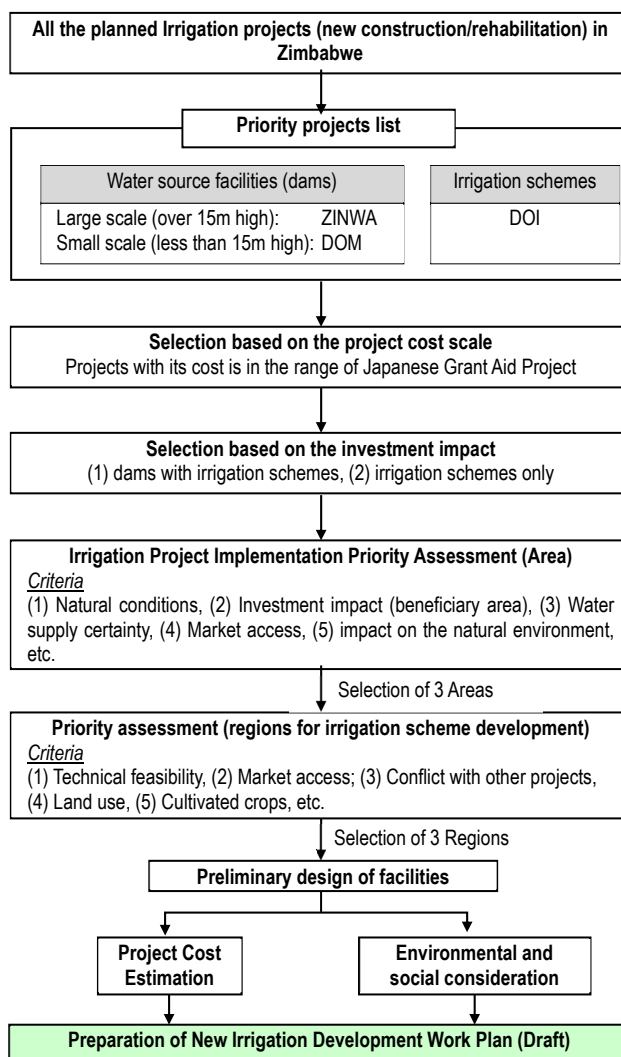 All the planned Irrigation projects (new construction/rehabilitation) in
Zimbabwe
Priority projects list
Water source facilities (dams)
Large scale (over 15m high): ZINWA
Small scale (less than 15m high): DOM
Irrigation schemes
DOI
Selection based on the project cost scale
Projects with its cost is in the range of Japanese Grant Aid Project
Selection based on the investment impact
(1) dams with irrigation schemes, (2) irrigation schemes only
Irrigation Project Implementation Priority Assessment (Area)
Criteria
(1) Natural conditions, (2) Investment impact (beneficiary area), (3) Water
supply certainty, (4) Market access, (5) impact on the natural environment,
etc.
Selection of 3 Areas
Priority assessment (regions for irrigation scheme development)
Criteria
(1) Technical feasibility, (2) Market access; (3) Conflict with other projects,
(4) Land use, (5) Cultivated crops, etc.
Selection of 3 Regions
Preliminary design of facilities
Project Cost
Estimation
Environmental and
social consideration
Preparation of New Irrigation Development Work Plan (Draft)